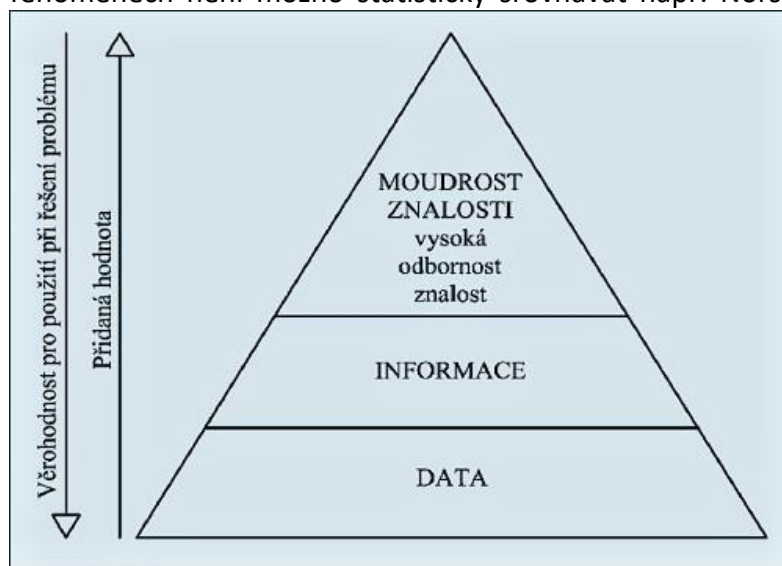 Věrohodnost pro použití při řešení problému
Přidaná hodnota
MOUDROST
ZNALOSTI
vysoká
odbornost
znalost
INFORMACE
DATA